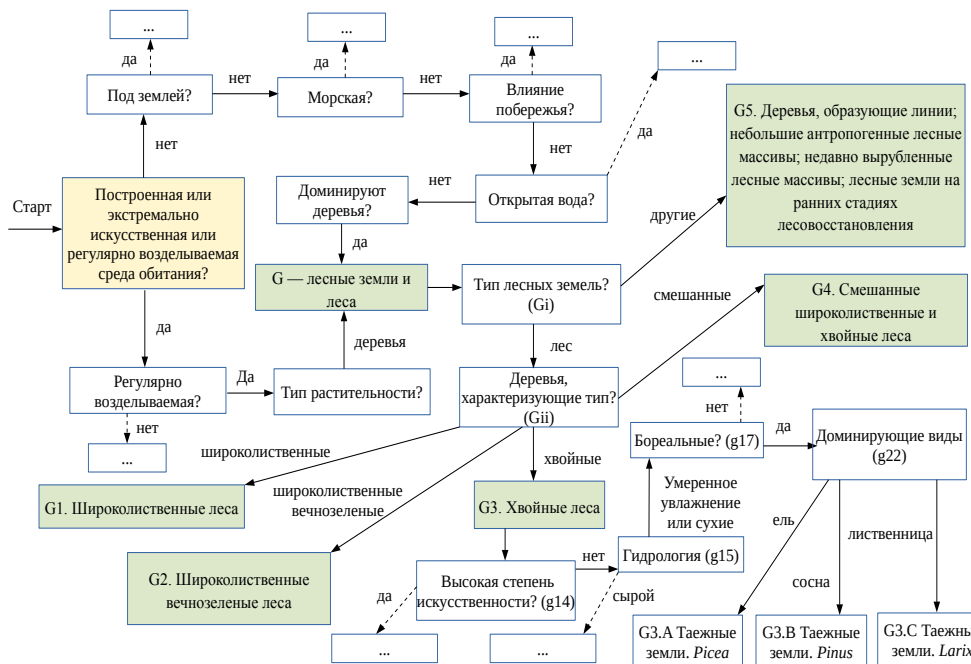 ...
...
...
...
да
да
да
да
Под землей?
нет
Морская?
нет
Влияние
побережья?
нет
нет
Старт
Построенная или
экстремально
искусственная или
регулярно возделываемая
среда обитания?
Доминируют
деревья?
нет
Открытая вода?
да
другие
G5. Деревья, образующие линии;
небольшие антропогенные лесные
массивы; недавно вырубленные
лесные массивы; лесные земли на
ранних стадиях
лесовосстановления
G — лесные земли и
леса
Тип лесных земель?
(Gi)
смешанные
G4. Смешанные
широколиственные и
хвойные леса
да
деревья
лес
Регулярно
возделываемая?
Да
Тип растительности?
Деревья,
характеризующие тип?
(Gii)
...
нет
нет
...
широколиственные
широколиственные
вечнозеленые
хвойные
Бореальные? (g17)
да
Доминирующие виды
(g22)
G1. Широколиственные леса
G3. Хвойные леса
Умеренное
увлажнение
или сухие
ель
сосна
лиственница
G2. Широколиственные
вечнозеленые леса
Высокая степень
искусственности? (g14)
нет
Гидрология (g15)
да
сырой
...
...
G3.A Таежные
земли. Picea
G3.B Таежные
земли. Pinus
G3.C Таежн
земли. Larix